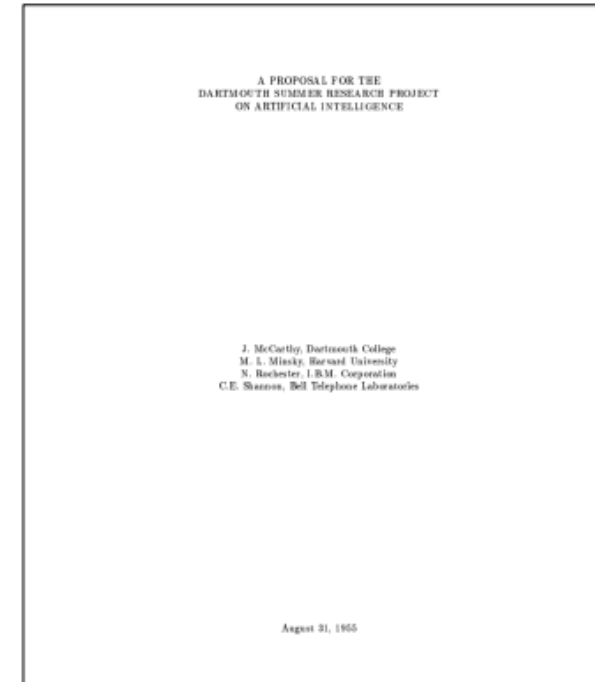 A PROPOSAL FOR THE
DARTMOUTH SUMMER RESEARCH PROJECT
ON ARTIFICIAL INTELLIGENCE
J. McCarthy, Dartmouth College
M. L. Minsky, Harvard University
N. Rochester, I.B.M. Corporation
C.E. Shannon, Bell Telephone Laboratories
August 31, 1955